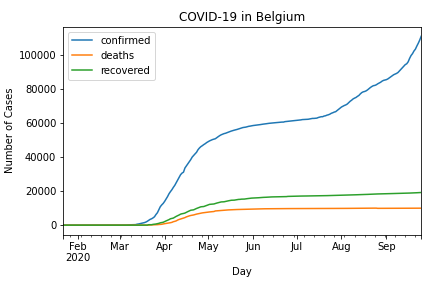 COVID-19 in Belgium
confirmed
deaths
recovered
Number of Cases
100000
80000
60000
40000
20000
0
Feb
2020
Mar
Apr
May
Jun
Jul
Aug
Sep
Day